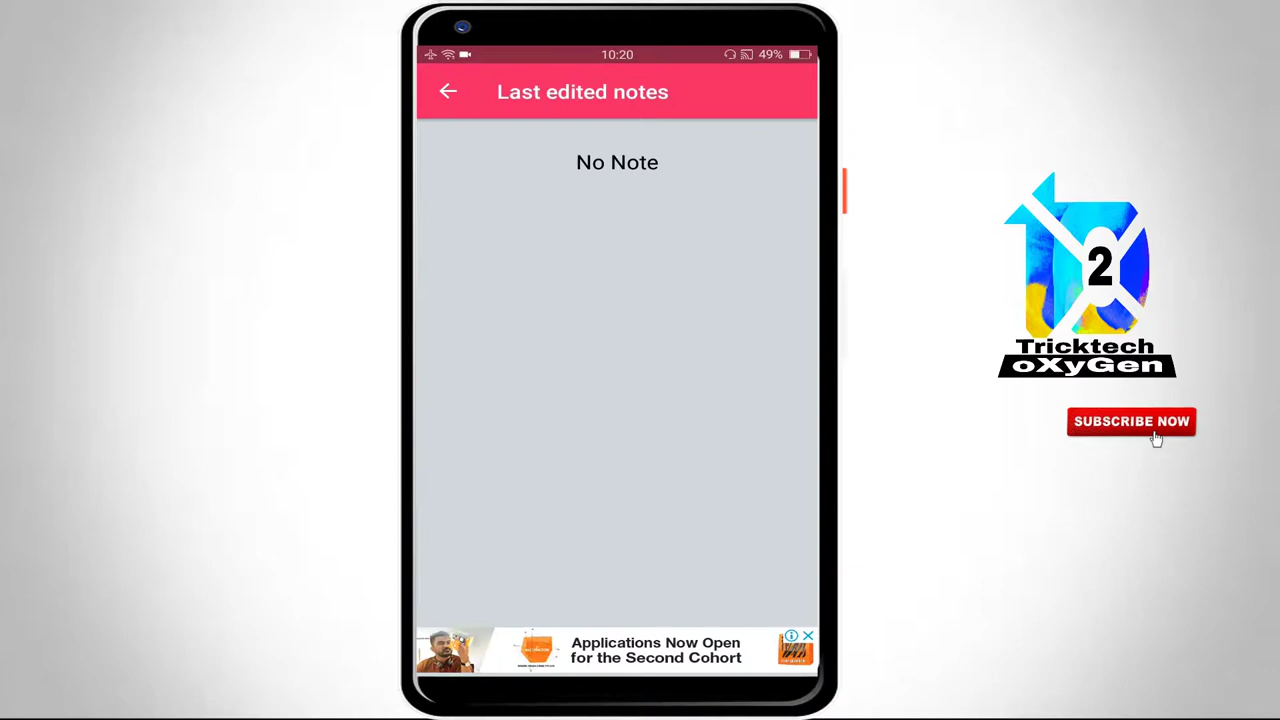 10:20
49%
Last edited notes
No Note
2
Tricktech
oXyGen
SUBSCRIBE NOW
Applications Now Open
for the Second Cohort